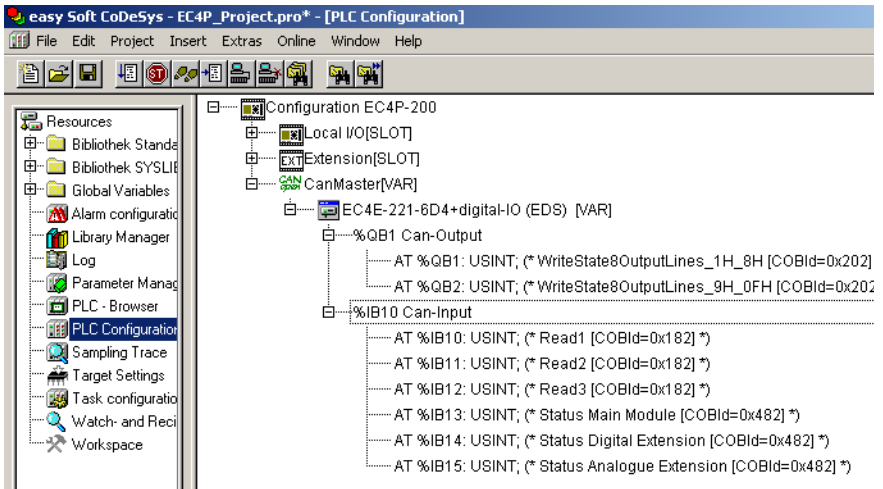 easy Soft CoDeSys - EC4P_Project.pro* - [PLC Configuration]
File Edit Project Insert Extras Online Window Help
Resources
Bibliothek Standa
Bibliothek SYSLIE
Global Variables
Alarm configuratio
Library Manager
Log
Parameter Manag
PLC - Browser
PLC Configuration
Sampling Trace
Target Settings
Task configuratio
Watch- and Reci
Workspace
Configuration EC4P-200
Local I/O[SLOT]
EXT Extension[SLOT]
CAN open CanMaster[VAR]
EC4E-221-6D4+digital-IO (EDS) [VAR]
%QB1 Can-Output
AT %QB1: USINT; (* WriteState8OutputLines_1H_8H [COBId=0x202]
AT %QB2: USINT; (* WriteState8OutputLines_9H_0FH [COBId=0x202
%IB10 Can-Input
AT %IB10: USINT; (* Read1 [COBId=0x182] *)
AT %IB11: USINT; (* Read2 [COBId=0x182] *)
AT %IB12: USINT; (* Read3 [COBId=0x182] *)
AT %IB13: USINT; (* Status Main Module [COBId=0x482] *)
AT %IB14: USINT; (* Status Digital Extension [COBId=0x482] *)
AT %IB15: USINT; (* Status Analogue Extension [COBId=0x482] *)